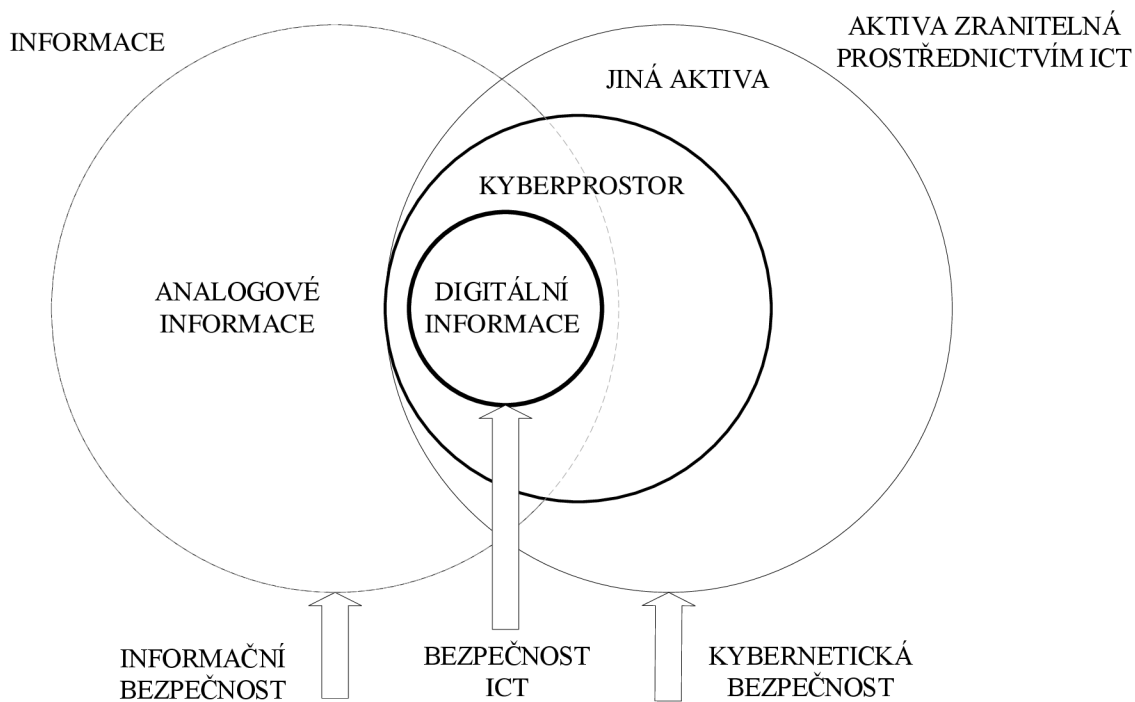 INFORMACE
AKTIVA ZRANITELNÁ
PROSTŘEDNICTVÍM ICT
JINÁ AKTIVA
KYBERPROSTOR
ANALOGOVÉ
INFORMACE
DIGITÁLNÍ
INFORMACE
INFORMAČNÍ
BEZPEČNOST
BEZPEČNOST
ICT
KYBERNETICKÁ
BEZPEČNOST